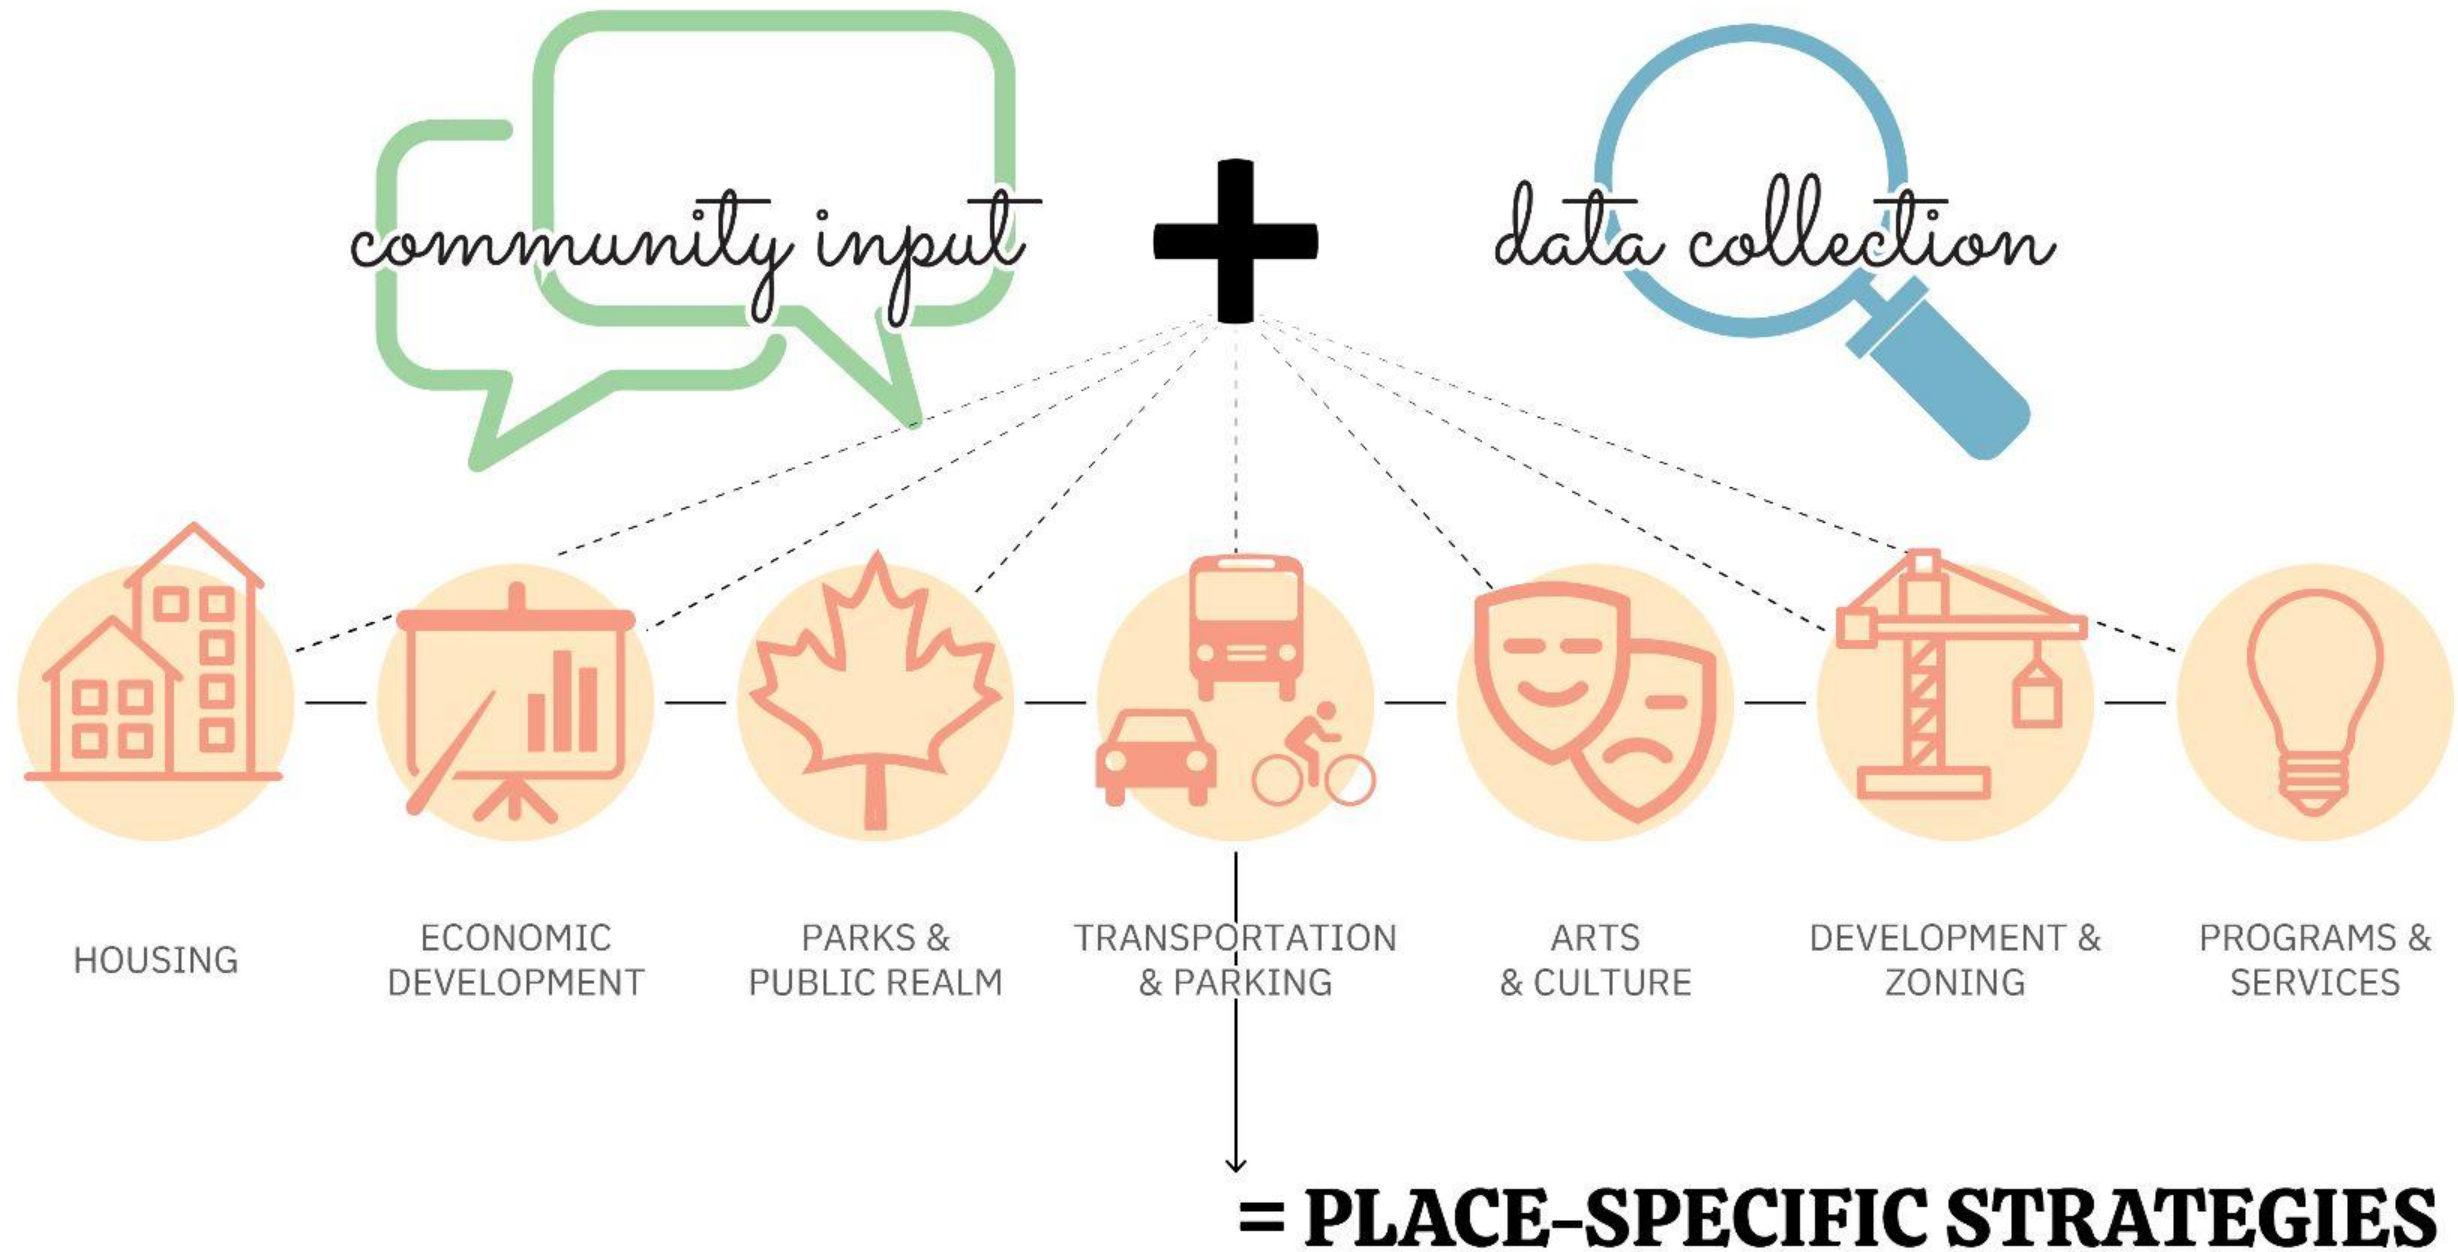 community input + data collection
HOUSING
ECONOMIC
DEVELOPMENT
PARKS &
PUBLIC REALM
TRANSPORTATION
& PARKING
ARTS
& CULTURE
DEVELOPMENT &
ZONING
PROGRAMS &
SERVICES
= PLACE-SPECIFIC STRATEGIES